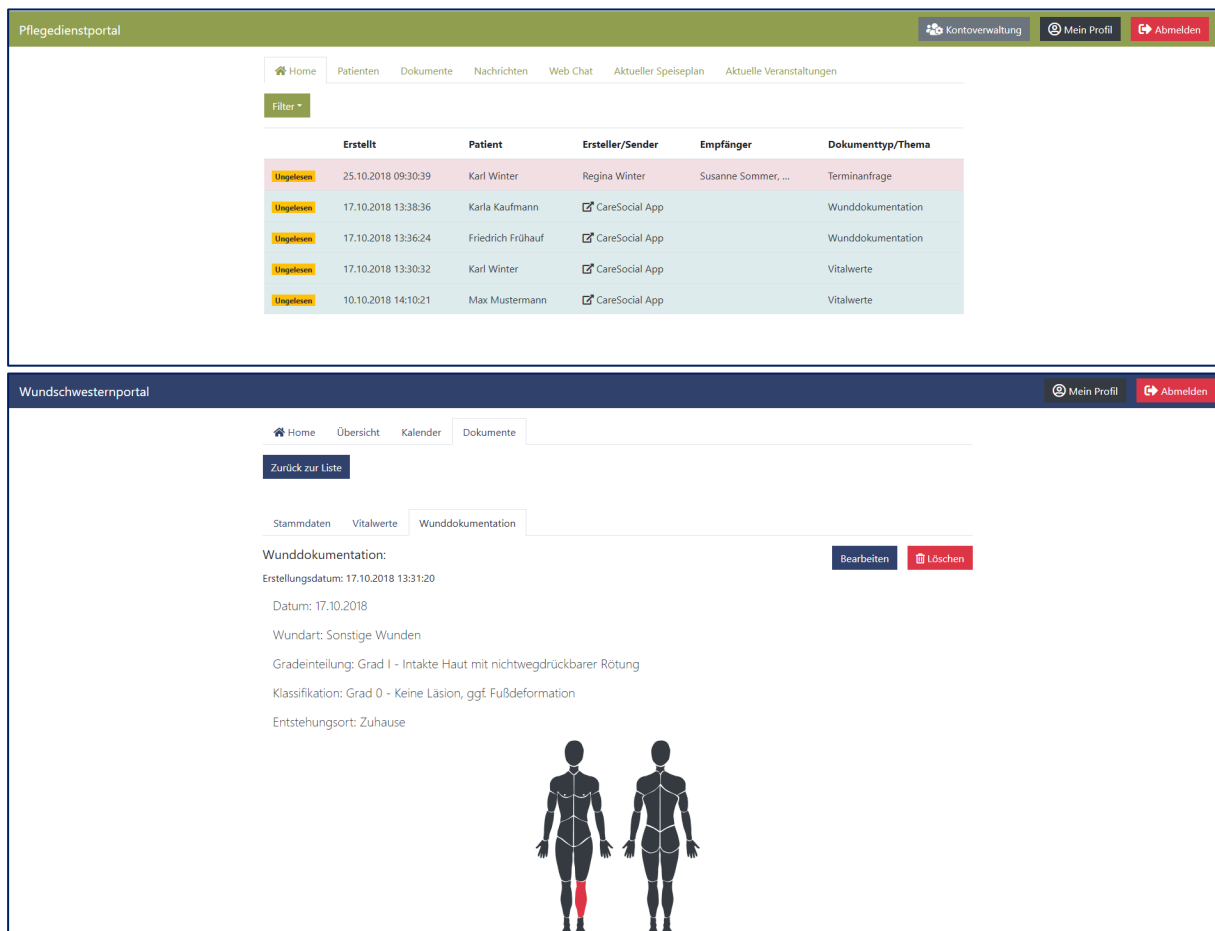 Pflegedienstportal Kontoverwaltung Mein Profil Abmelden
Home Patienten Dokumente Nachrichten Web Chat Aktueller Speiseplan Aktuelle Veranstaltungen
Filter
Erstellt Patient Ersteller/Sender Empfänger Dokumenttyp/Thema
Ungelesen 25.10.2018 09:30:39 Karl Winter Regina Winter Susanne Sommer, ... Terminanfrage
Ungelesen 17.10.2018 13:38:36 Karla Kaufmann CareSocial App Wunddokumentation
Ungelesen 17.10.2018 13:36:24 Friedrich Frühauf CareSocial App Wunddokumentation
Ungelesen 17.10.2018 13:30:32 Karl Winter CareSocial App Vitalwerte
Ungelesen 10.10.2018 14:10:21 Max Mustermann CareSocial App Vitalwerte
Wundschwesternportal Mein Profil Abmelden
Home Übersicht Kalender Dokumente
Zurück zur Liste
Stammdaten Vitalwerte Wunddokumentation
Wunddokumentation: Bearbeiten Löschen
Erstellungsdatum: 17.10.2018 13:31:20
Datum: 17.10.2018
Wundart: Sonstige Wunden
Gradeinteilung: Grad I - Intakte Haut mit nichtwegdrückbarer Rötung
Klassifikation: Grad 0 - Keine Läsion, ggf. Fußdeformation
Entstehungsort: Zuhause